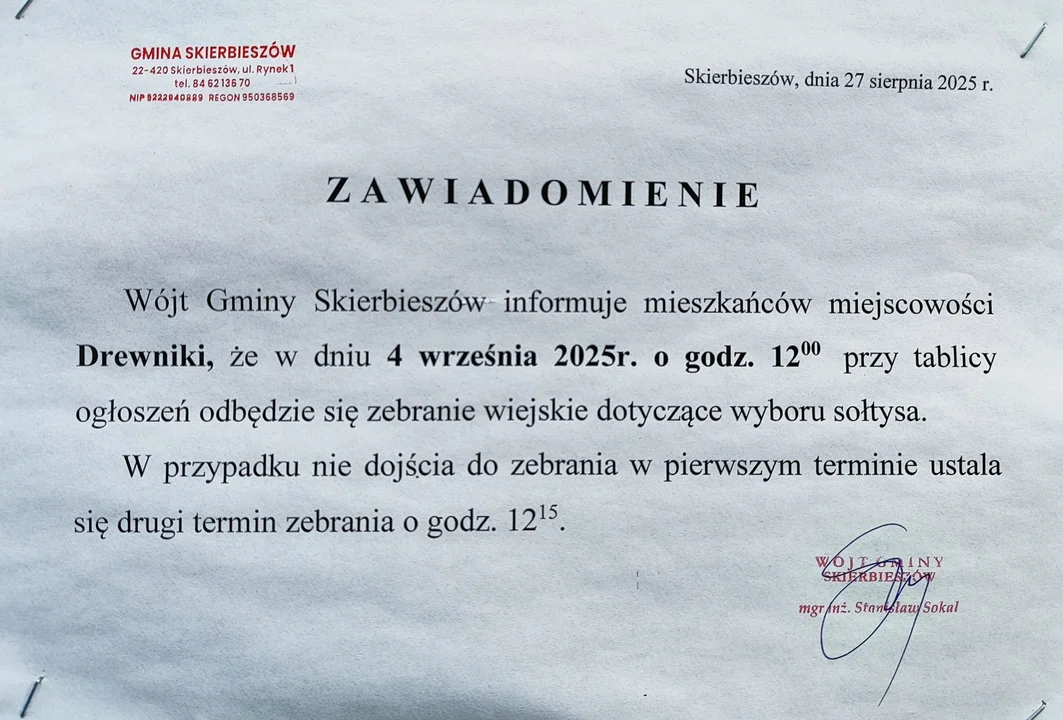 GMINA SKIERBIESZÓW
22-420 Skierbieszów, ul. Rynek 1
tel. 84 62 136 70
NIP 9222940889 REGON 950368569
Skierbieszów, dnia 27 sierpnia 2025 r.
ZAWIADOMIENIE
Wójt Gminy Skierbieszów informuje mieszkańców miejscowości
Drewniki, że w dniu 4 września 2025r. o godz. 12⁰⁰ przy tablicy
ogłoszeń odbędzie się zebranie wiejskie dotyczące wyboru sołtysa.
W przypadku nie dojścia do zebrania w pierwszym terminie ustala
się drugi termin zebrania o godz. 12¹⁵.
WÓJT GMINY
SKIERBIESZÓW
mgr inż. Stanisław Sokal